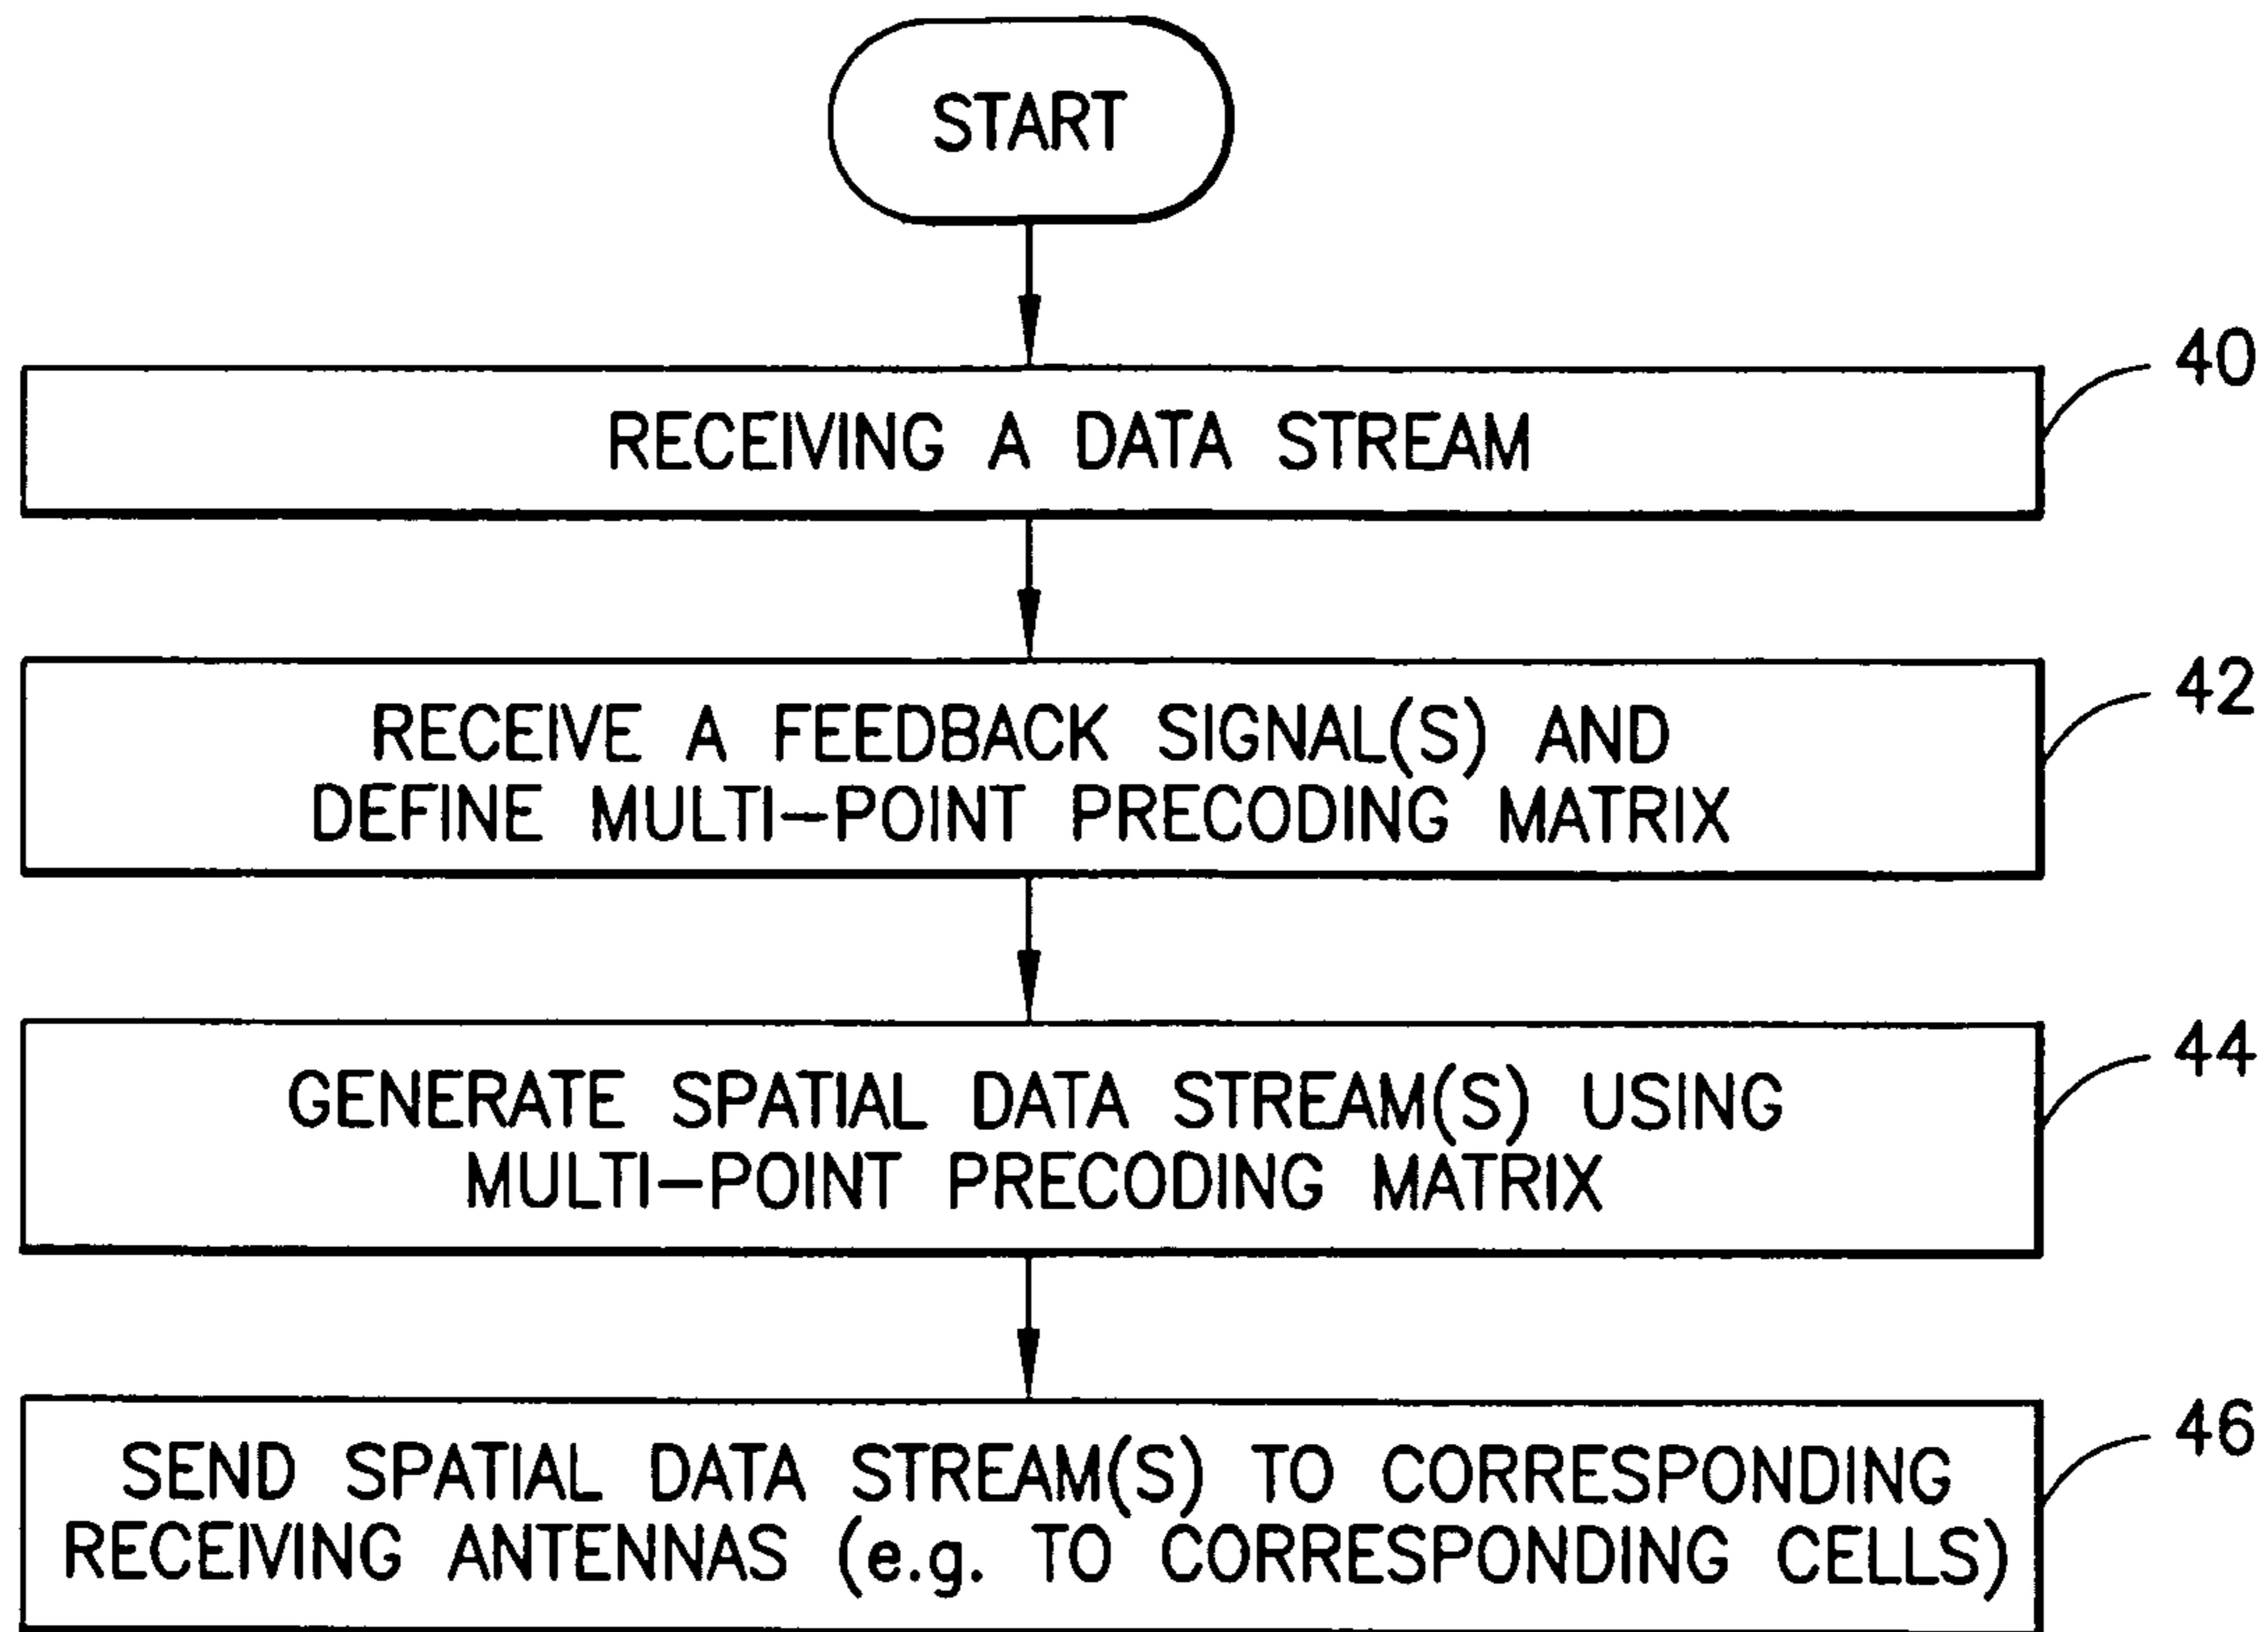 START
40
RECEIVING A DATA STREAM
42
RECEIVE A FEEDBACK SIGNAL(S) AND
DEFINE MULTI-POINT PRECODING MATRIX
44
GENERATE SPATIAL DATA STREAM(S) USING
MULTI-POINT PRECODING MATRIX
46
SEND SPATIAL DATA STREAM(S) TO CORRESPONDING
RECEIVING ANTENNAS (e.g. TO CORRESPONDING CELLS)